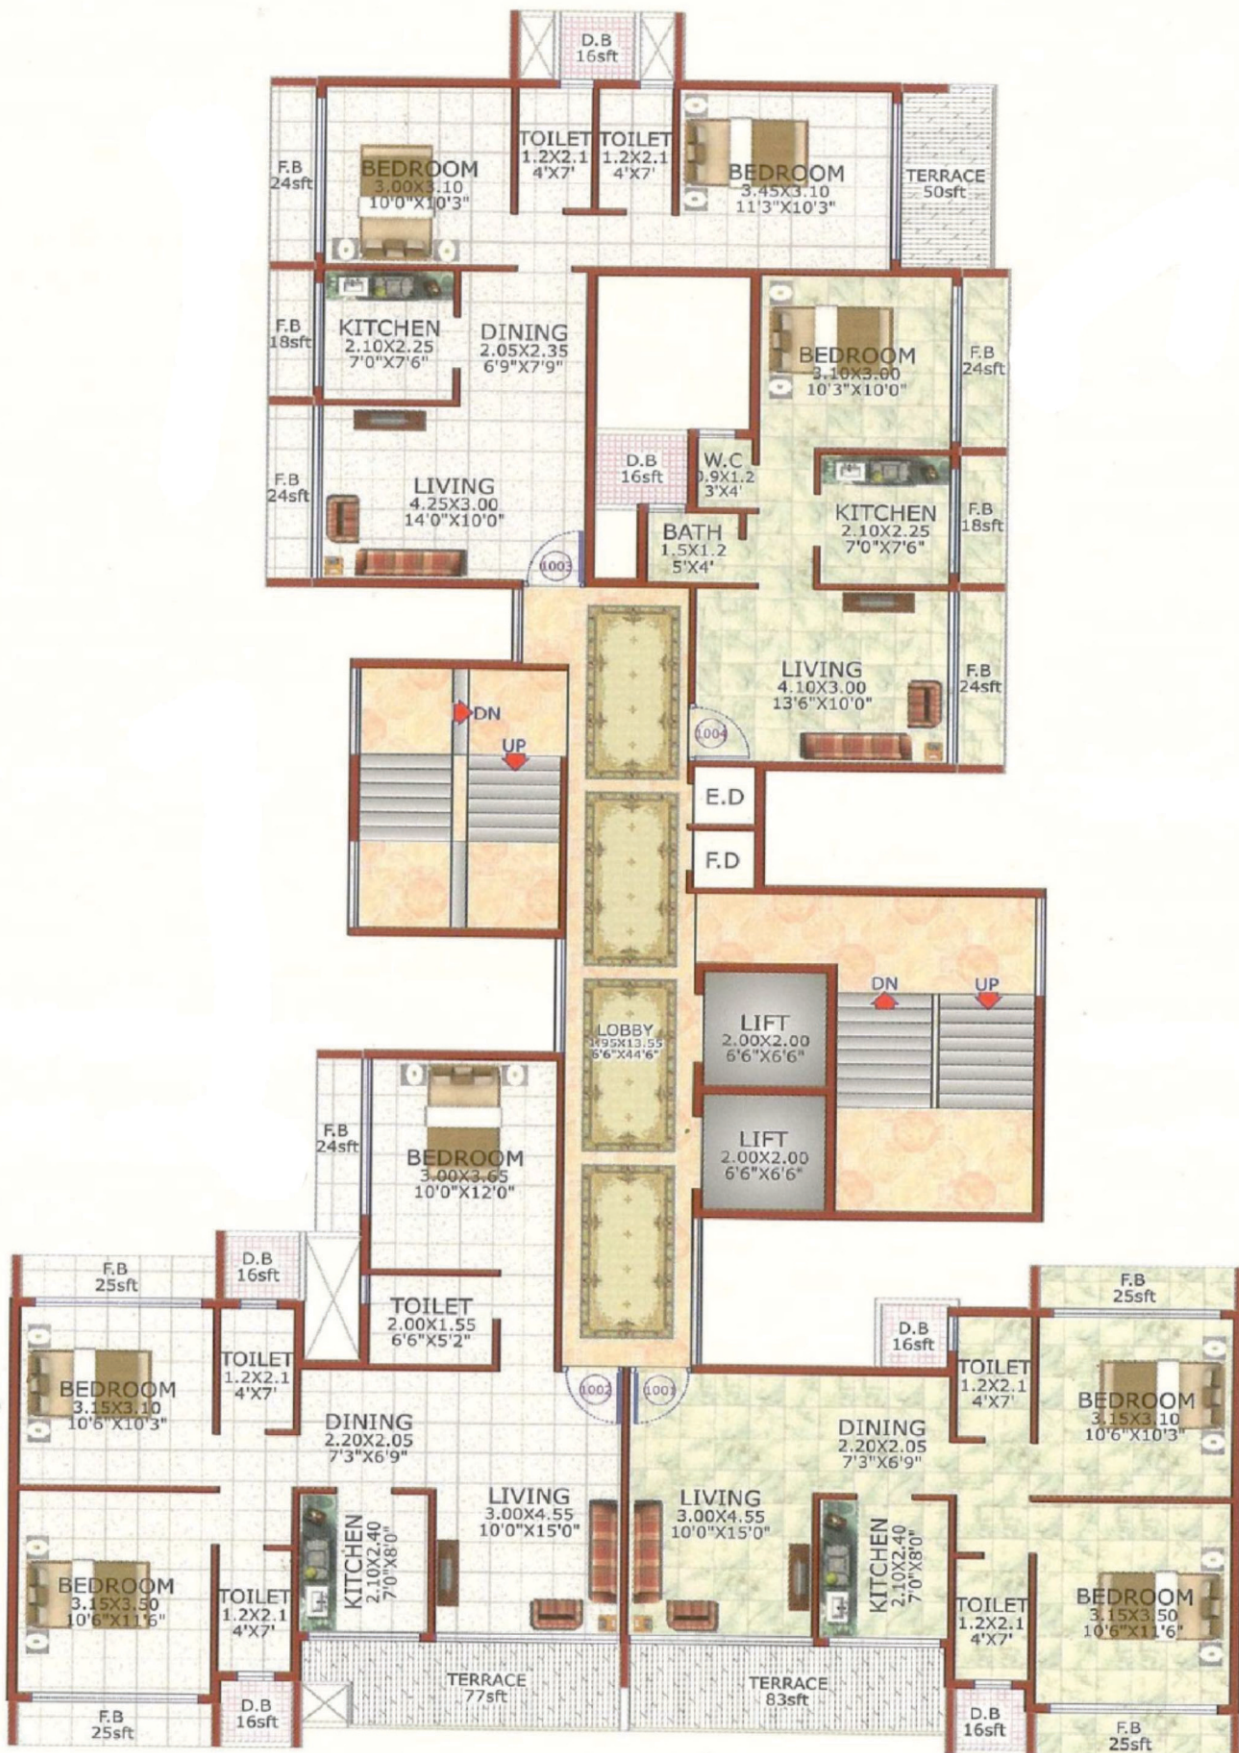 D.B
16sft
F.B
24sft
BEDROOM
3.00X3.10
10'0"X10'3"
TOILET
1.2X2.1
4'X7'
TOILET
1.2X2.1
4'X7'
BEDROOM
3.45X3.10
11'3"X10'3"
TERRACE
50sft
F.B
18sft
KITCHEN
2.10X2.25
7'0"X7'6"
DINING
2.05X2.35
6'9"X7'9"
BEDROOM
3.10X3.00
10'3"X10'0"
F.B
24sft
F.B
24sft
LIVING
4.25X3.00
14'0"X10'0"
D.B
16sft
W.C
0.9X1.2
3'X4'
KITCHEN
2.10X2.25
7'0"X7'6"
F.B
18sft
BATH
1.5X1.2
5'X4'
1003
LIVING
4.10X3.00
13'6"X10'0"
F.B
24sft
1004
DN
UP
E.D
F.D
DN
UP
LOBBY
1.95X13.55
6'6"X44'6"
LIFT
2.00X2.00
6'6"X6'6"
LIFT
2.00X2.00
6'6"X6'6"
F.B
24sft
BEDROOM
3.00X3.65
10'0"X12'0"
D.B
16sft
F.B
25sft
TOILET
2.00X1.55
6'6"X5'2"
F.B
25sft
D.B
16sft
BEDROOM
3.15X3.10
10'6"X10'3"
TOILET
1.2X2.1
4'X7'
1002
1001
TOILET
1.2X2.1
4'X7'
BEDROOM
3.15X3.10
10'6"X10'3"
DINING
2.20X2.05
7'3"X6'9"
DINING
2.20X2.05
7'3"X6'9"
LIVING
3.00X4.55
10'0"X15'0"
LIVING
3.00X4.55
10'0"X15'0"
KITCHEN
2.10X2.40
7'0"X8'0"
KITCHEN
2.10X2.40
7'0"X8'0"
BEDROOM
3.15X3.50
10'6"X11'6"
TOILET
1.2X2.1
4'X7'
TOILET
1.2X2.1
4'X7'
BEDROOM
3.15X3.50
10'6"X11'6"
TERRACE
77sft
TERRACE
83sft
F.B
25sft
D.B
16sft
D.B
16sft
F.B
25sft